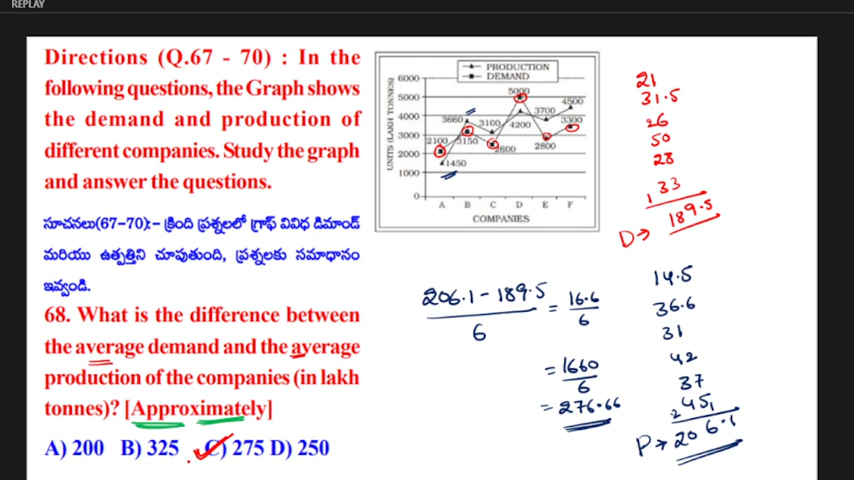 REPLAY
Directions (Q.67 - 70) : In the
following questions, the Graph shows
the demand and production of
different companies. Study the graph
and answer the questions.
సూచనలు(67-70):- క్రింది ప్రశ్నలలో గ్రాఫ్ వివిధ డిమాండ్
మరియు ఉత్పత్తిని చూపుతుంది, ప్రశ్నలకు సమాధానం
ఇవ్వండి.
68. What is the difference between
the average demand and the average
production of the companies (in lakh
tonnes)? [Approximately]
A) 200 B) 325 C) 275 D) 250
PRODUCTION
DEMAND
UNITS (LAKH TONNES)
6000
5000
4000
3000
2000
1000
2100
1450
3660
3150
3100
2600
5000
4200
3700
2800
4500
3300
A B C D E F
COMPANIES
21
31.5
26
50
28
1 33
D→ 189.5
206.1 - 189.5
6
= 16.6
6
= 1660
6
= 276.66
14.5
36.6
31
42
37
2 45 1
P→ 206.1